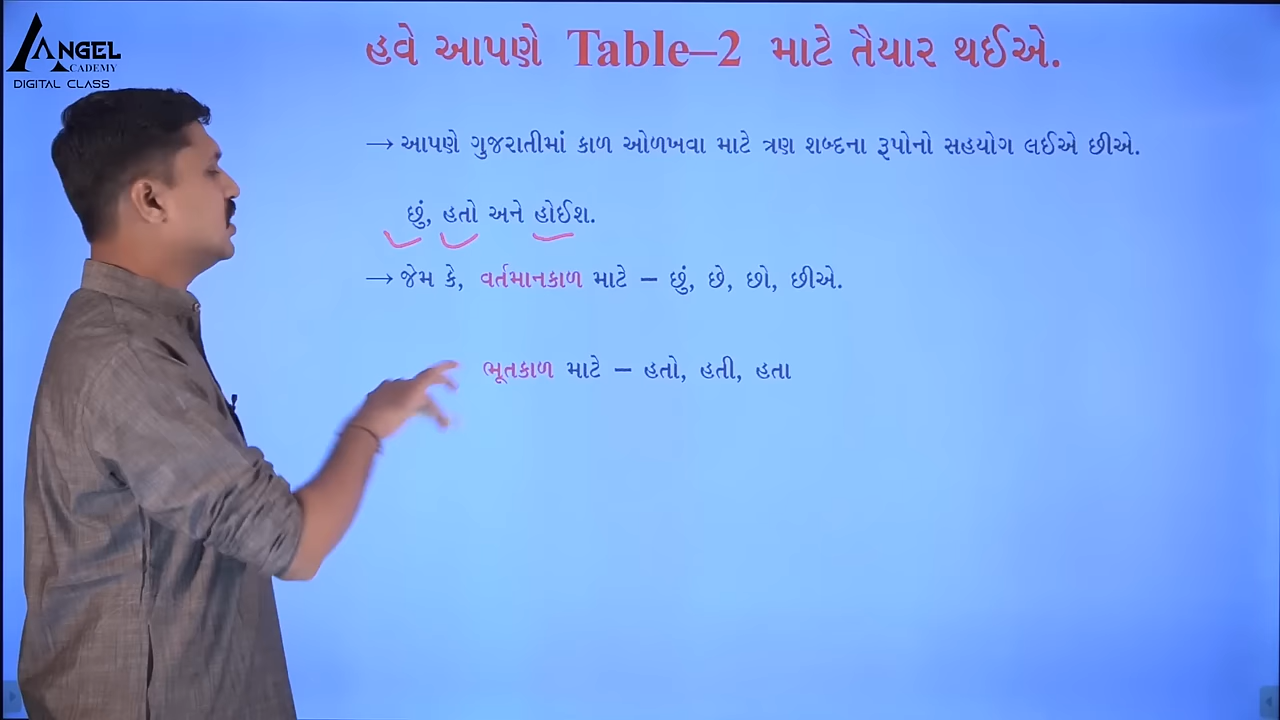 ANGEL
ACADEMY
DIGITAL CLASS
હવે આપણે Table–2 માટે તૈયાર થઈએ.
→ આપણે ગુજરાતીમાં કાળ ઓળખવા માટે ત્રણ શબ્દના રૂપોનો સહયોગ લઈએ છીએ.
છું, હતો અને હોઈશ.
→ જેમ કે, વર્તમાનકાળ માટે – છું, છે, છો, છીએ.
ભૂતકાળ માટે – હતો, હતી, હતા